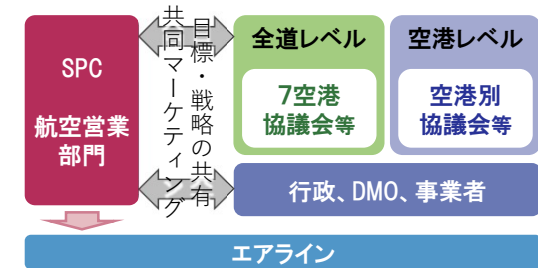 SPC
航空営業
部門
共同マーケティング
目標・戦略の共有
全道レベル
7空港
協議会等
空港レベル
空港別
協議会等
行政、DMO、事業者
エアライン